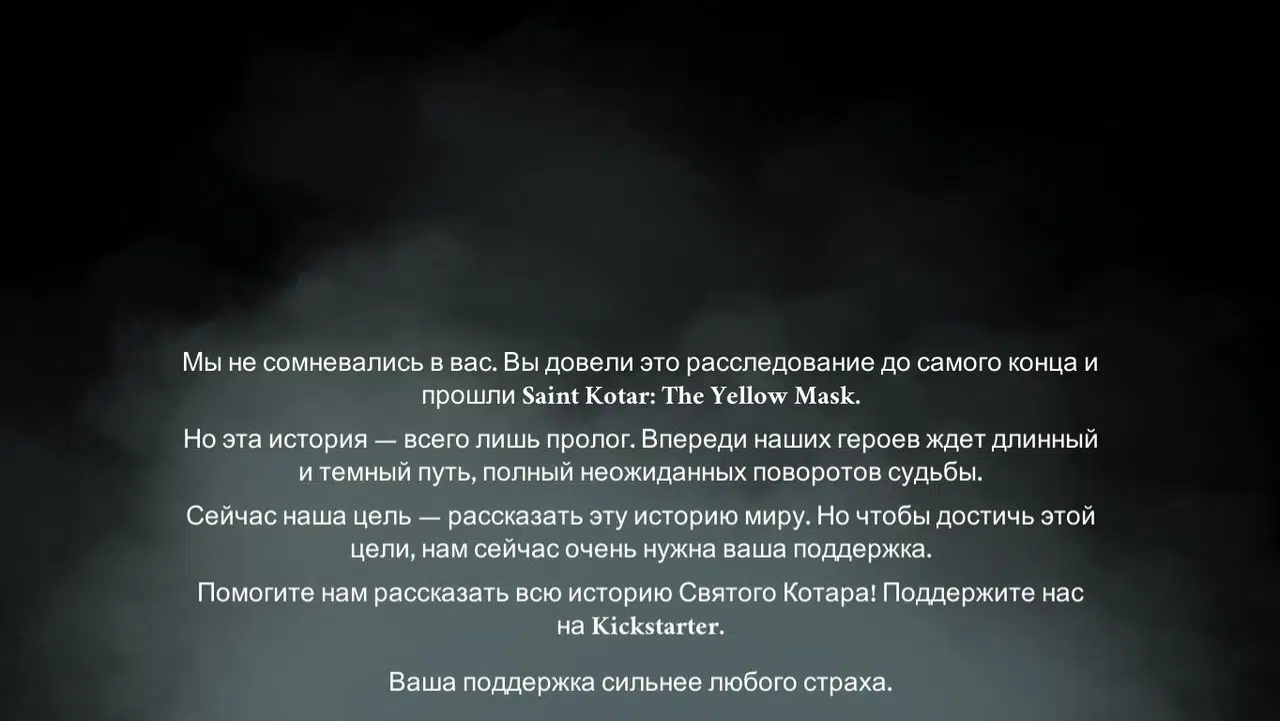 Мы не сомневались в вас. Вы довели это расследование до самого конца и
прошли Saint Kotar: The Yellow Mask.
Но эта история — всего лишь пролог. Впереди наших героев ждет длинный
и темный путь, полный неожиданных поворотов судьбы.
Сейчас наша цель — рассказать эту историю миру. Но чтобы достичь этой
цели, нам сейчас очень нужна ваша поддержка.
Помогите нам рассказать всю историю Святого Котара! Поддержите нас
на Kickstarter.
Ваша поддержка сильнее любого страха.